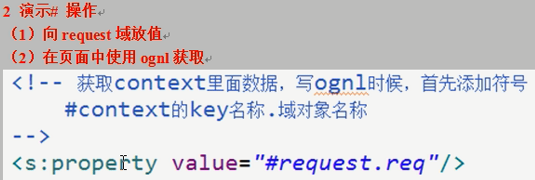 2 演示# 操作
（1）向 request 域放值
（2）在页面中使用 ognl 获取
<!-- 获取context里面数据，写ognl时候，首先添加符号
#context的key名称.域对象名称
-->
<s:property value="#request.req"/>